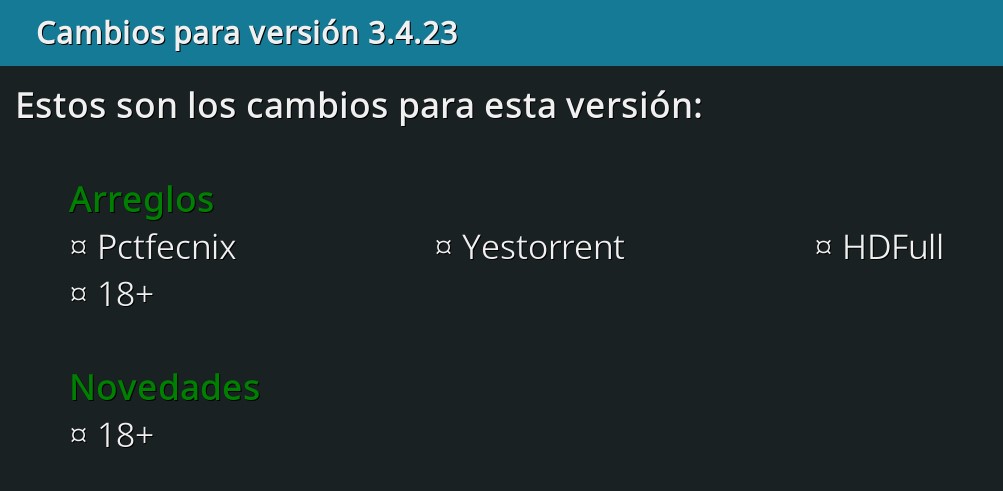 Cambios para versión 3.4.23
Estos son los cambios para esta versión:
Arreglos
¤ Pctfecnix ¤ Yestorrent ¤ HDFull
¤ 18+
Novedades
¤ 18+